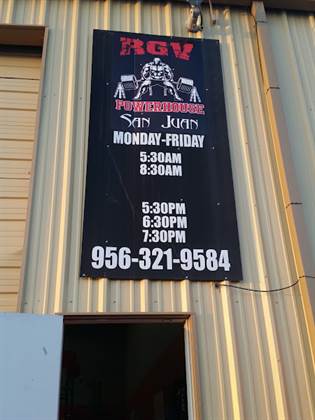 RGV
POWERHOUSE
SAN JUAN
MONDAY-FRIDAY
5:30AM
8:30AM
5:30PM
6:30PM
7:30PM
956-321-9584